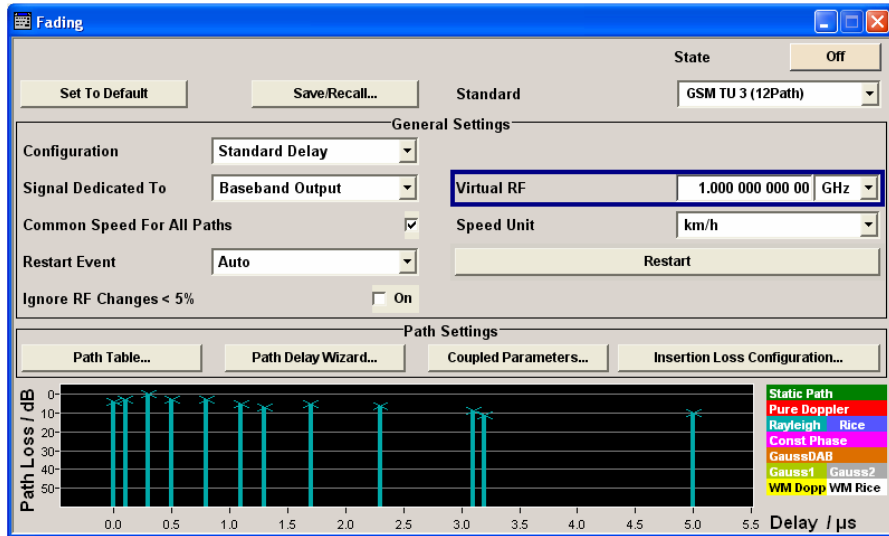 Fading
State Off
Set To Default Save/Recall... Standard GSM TU 3 (12Path)
General Settings
Configuration Standard Delay
Signal Dedicated To Baseband Output Virtual RF 1.000 000 000 00 GHz
Common Speed For All Paths Speed Unit km/h
Restart Event Auto Restart
Ignore RF Changes < 5% On
Path Settings
Path Table... Path Delay Wizard... Coupled Parameters... Insertion Loss Configuration...
Path Loss / dB
0
10
20
30
40
50
0.0 0.5 1.0 1.5 2.0 2.5 3.0 3.5 4.0 4.5 5.0 5.5 Delay / µs
Static Path
Pure Doppler
Rayleigh Rice
Const Phase
GaussDAB
Gauss1 Gauss2
WM Dopp WM Rice